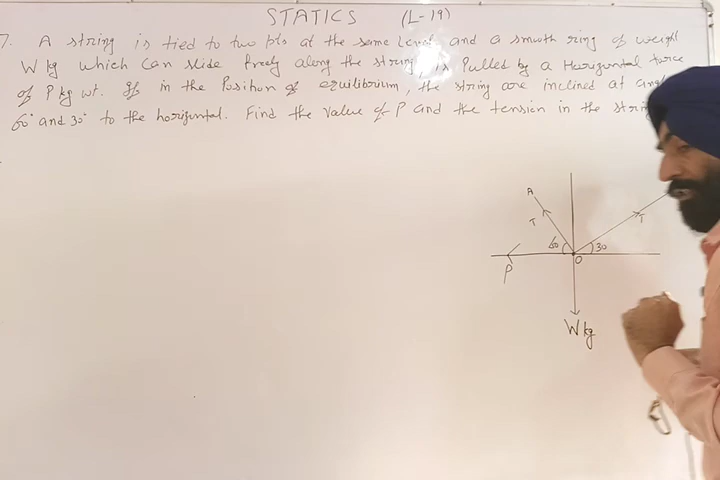 STATICS (L-19)
7. A string is tied to two pts at the same Level and a smooth ring of weight
W kg which can slide freely along the string is Pulled by a Horizontal force
of P kg wt. If in the Position of equilibrium, the string are inclined at
60° and 30° to the horizontal. Find the value of P and the tension in the
A
T
T
60
30
O
P
W kg